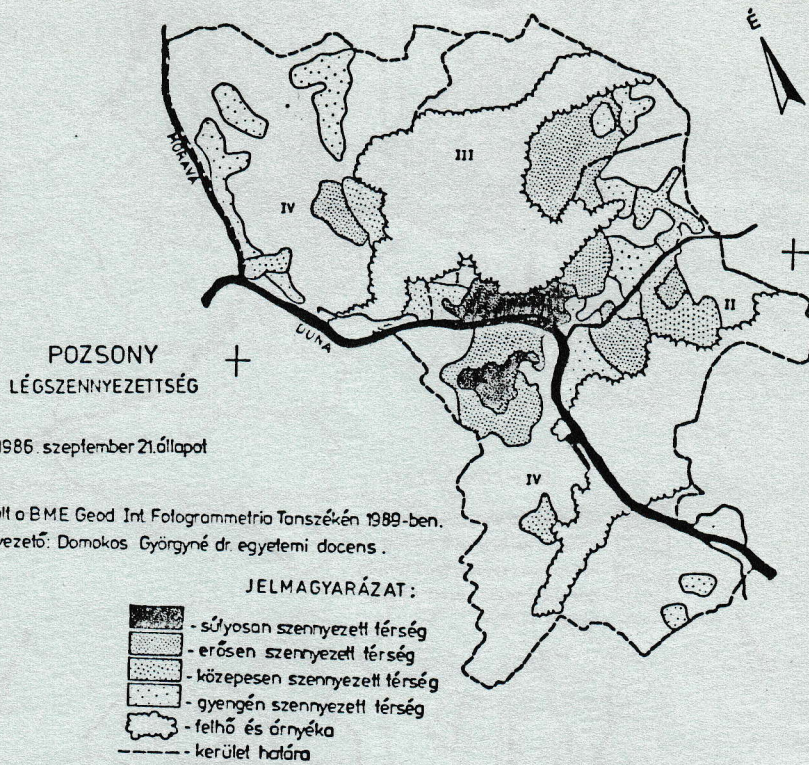 É
MORAVA
III
IV
I
II
DUNA
POZSONY
LÉGSZENNYEZETTSÉG
1986. szeptember 21. állapot
IV
a BME Geod Int Fotogrammetria Tanszékén 1989-ben.
Domokos Györgyné dr. egyetemi docens.
JELMAGYARÁZAT:
- súlyosan szennyezett térség
- erősen szennyezett térség
- közepesen szennyezett térség
- gyengén szennyezett térség
- felhő és árnyéka
- kerület határa